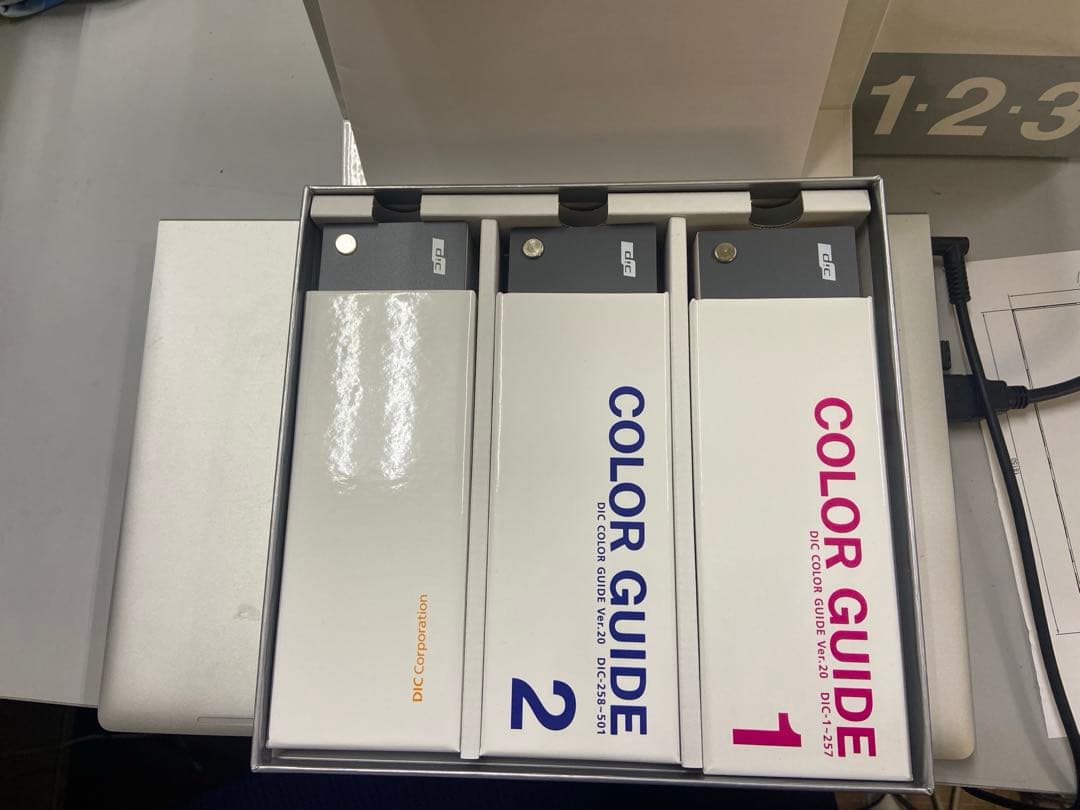 1·2·3
dic
dic
dic
DIC Corporation
COLOR GUIDE
DIC COLOR GUIDE Ver.20 DIC-258-501
2
COLOR GUIDE
DIC COLOR GUIDE Ver.20 DIC-1-257
1